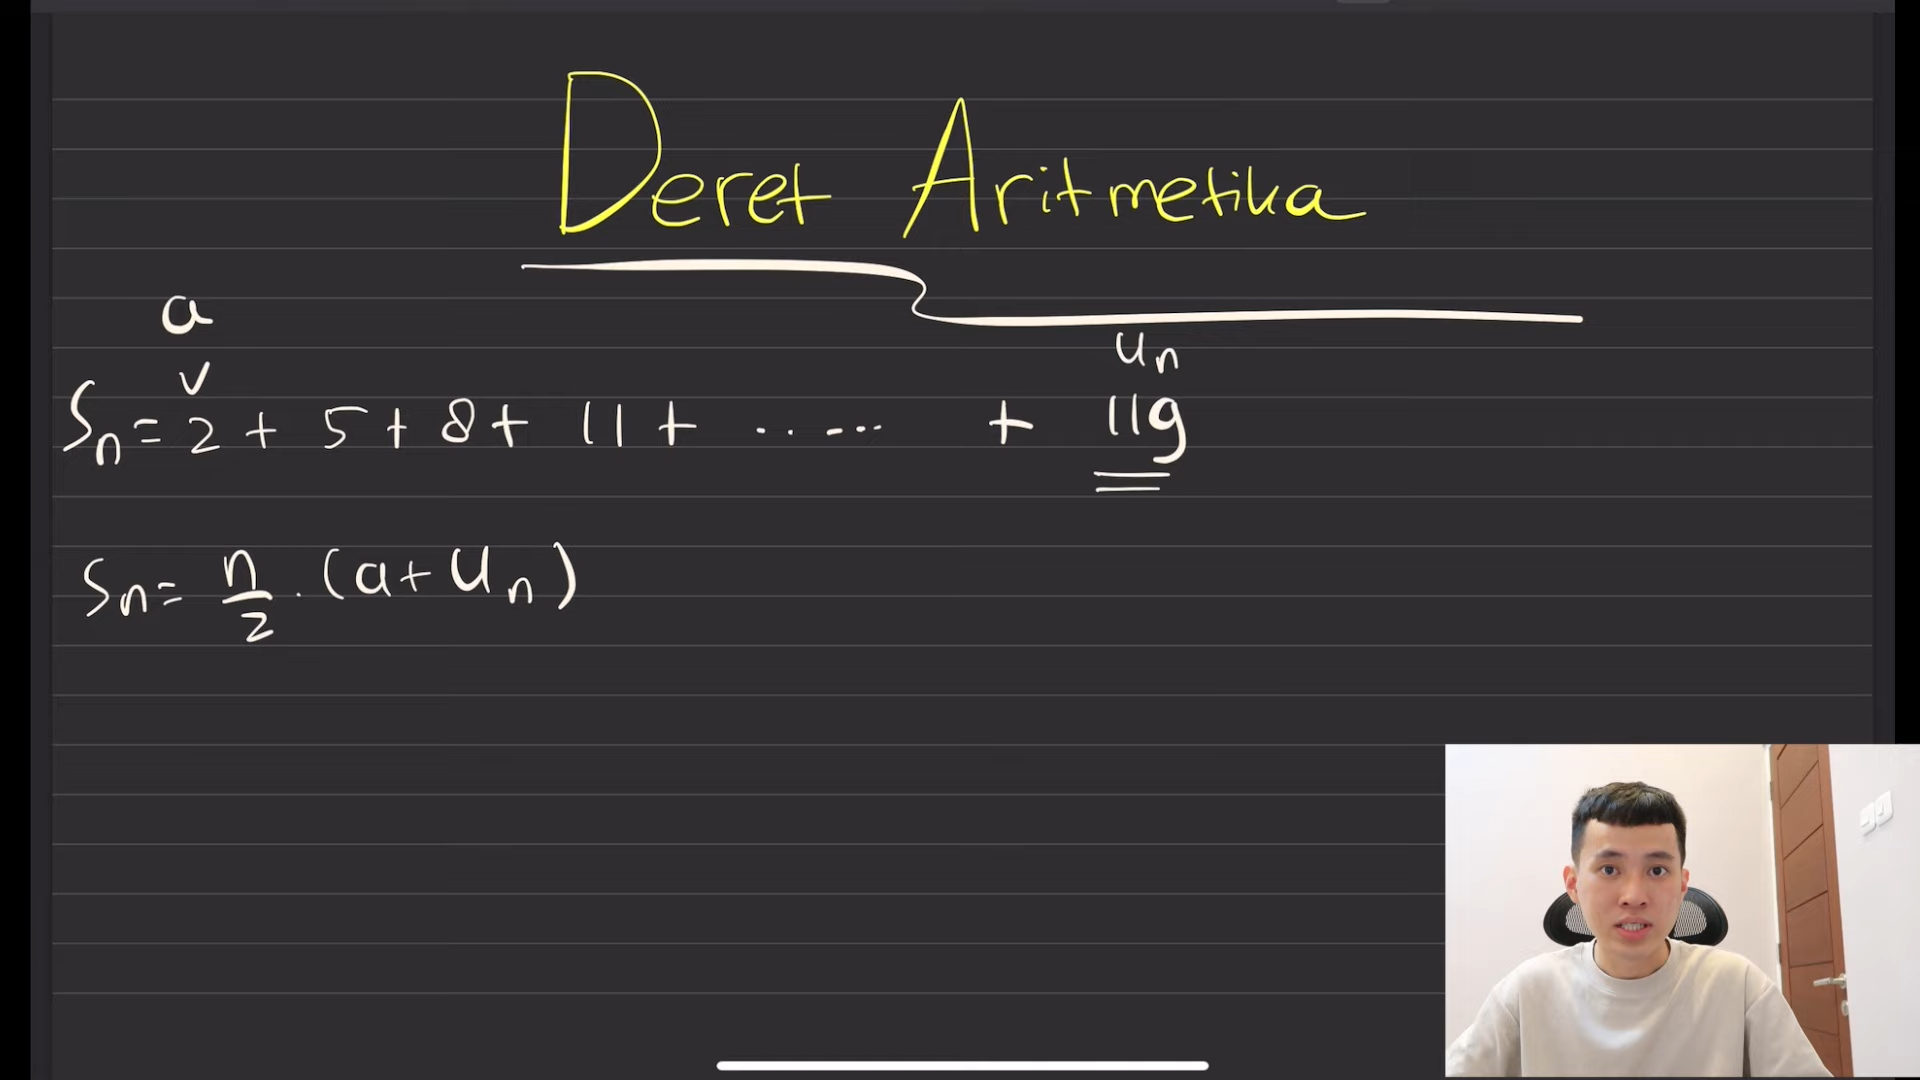 Deret Aritmetika
a
v
Un
Sn = 2 + 5 + 8 + 11 + ........ + 119
Sn = n/2 . (a + Un)